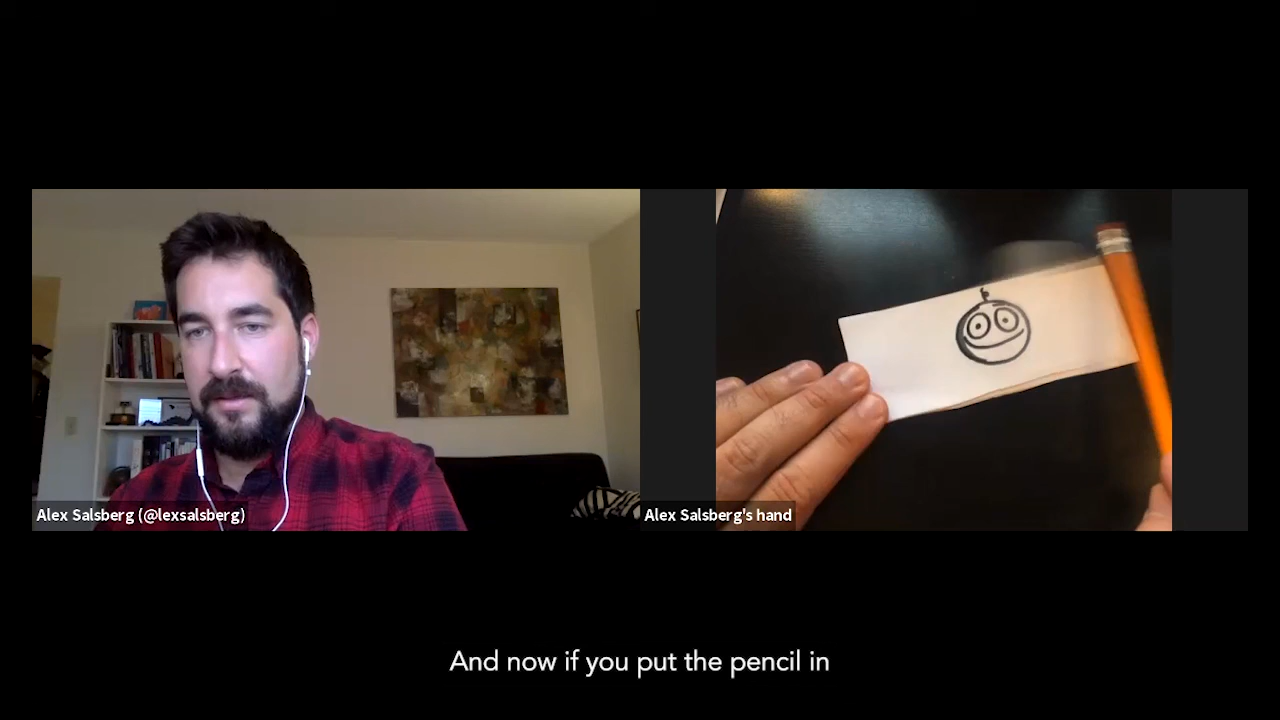 Alex Salsberg (@lexsalsberg)
Alex Salsberg's hand
And now if you put the pencil in